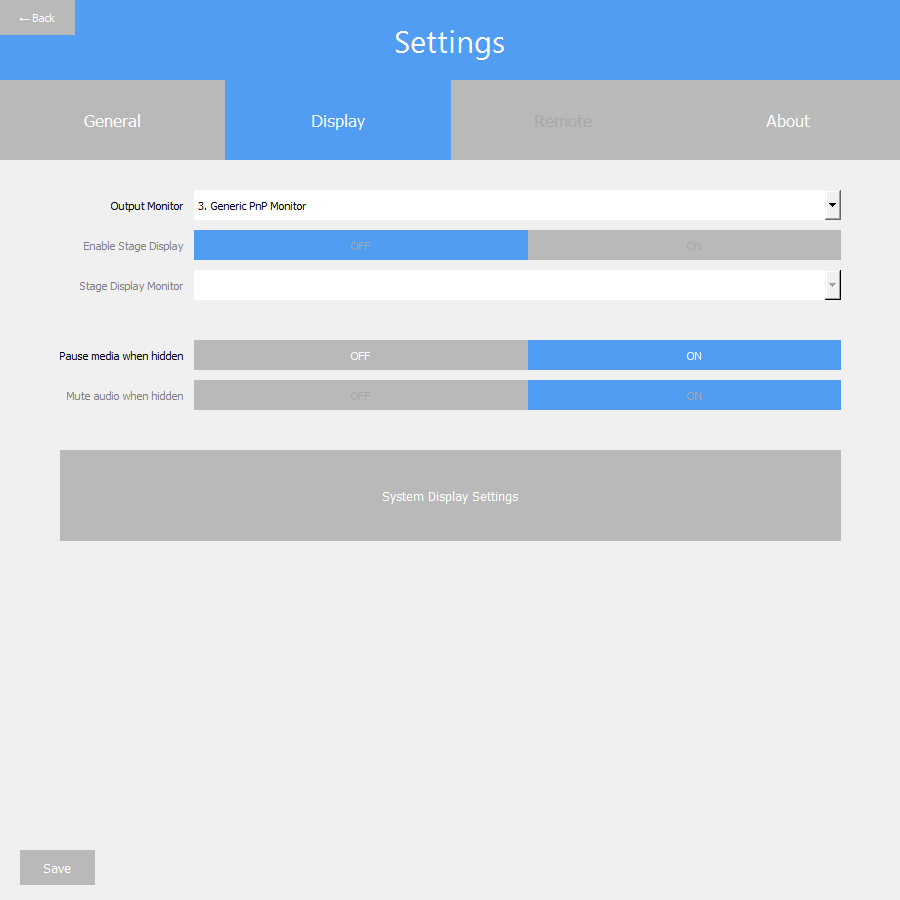 ←Back
Settings
General
Display
Remote
About
Output Monitor
3. Generic PnP Monitor
Enable Stage Display
OFF
ON
Stage Display Monitor
Pause media when hidden
OFF
ON
Mute audio when hidden
OFF
ON
System Display Settings
Save